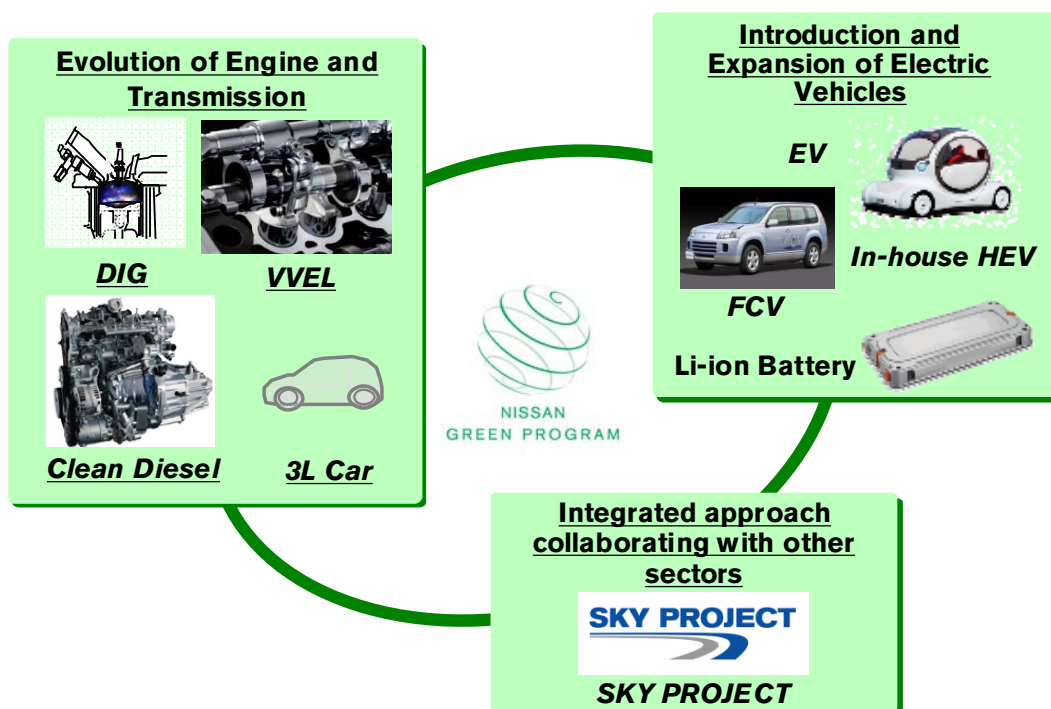 Evolution of Engine and
Transmission
DIG
VVEL
Clean Diesel
3L Car
Introduction and
Expansion of Electric
Vehicles
EV
In-house HEV
FCV
Li-ion Battery
NISSAN
GREEN PROGRAM
Integrated approach
collaborating with other
sectors
SKY PROJECT
SKY PROJECT